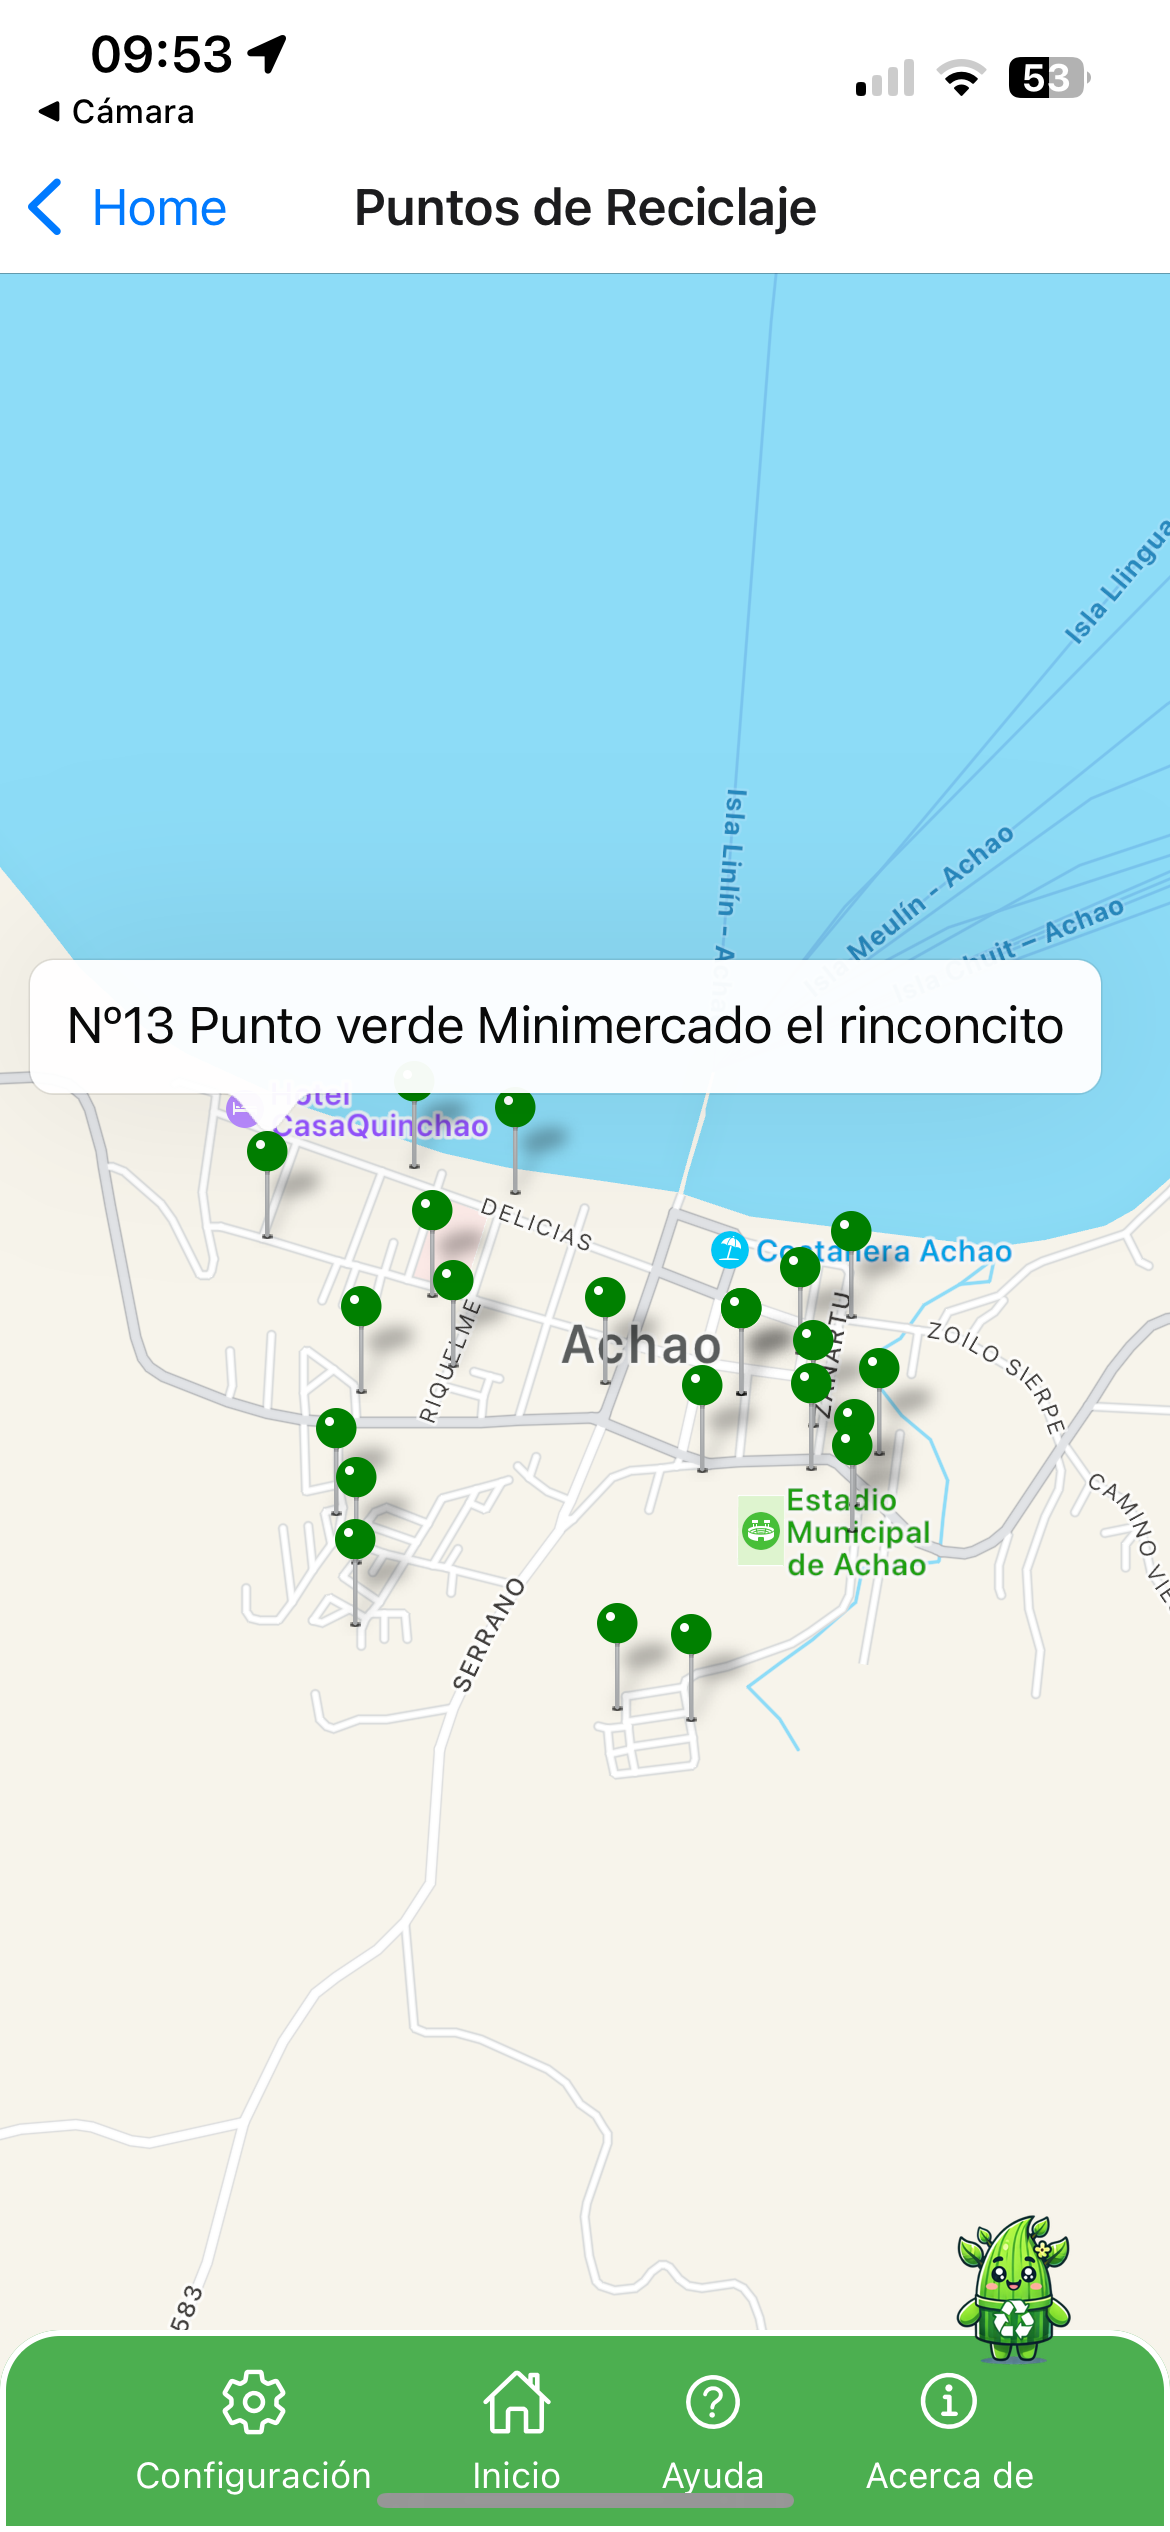 09:53
53
◀ Cámara
Home
Puntos de Reciclaje
Isla Llingua
Isla Linlín - Acha
Isla Meulín - Achao
Isla Chuit – Achao
Nº13 Punto verde Minimercado el rinconcito
Hotel
CasaQuinchao
DELICIAS
Costanera Achao
Achao
RIQUELME
ZAÑARTU
ZOILO SIERPE
CAMINO VIE
Estadio
Municipal
de Achao
SERRANO
583
Configuración
Inicio
Ayuda
Acerca de